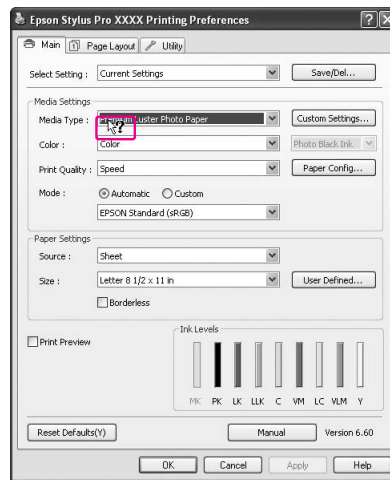 Epson Stylus Pro XXXX Printing Preferences
Main Page Layout Utility
Select Setting : Current Settings Save/Del...
Media Settings
Media Type : Premium Luster Photo Paper Custom Settings...
Color : Color Photo Black Ink
Print Quality : Speed Paper Config...
Mode : Automatic Custom
EPSON Standard (sRGB)
Paper Settings
Source : Sheet
Size : Letter 8 1/2 x 11 in User Defined...
Borderless
Print Preview
Ink Levels
MK PK LK LLK C VM LC VLM Y
Reset Defaults(Y) Manual Version 6.60
OK Cancel Apply Help